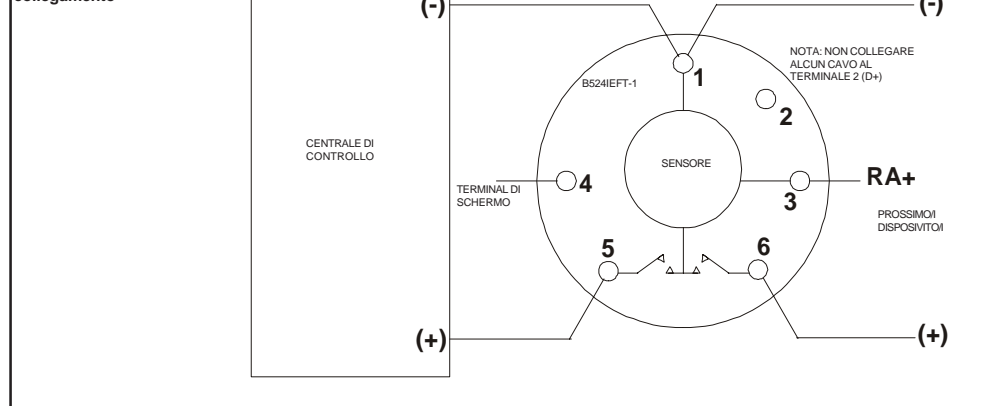 collegamento
(-)
(-)
NOTA: NON COLLEGARE
ALCUN CAVO AL
TERMINALE 2 (D+)
B524IEFT-1
1
2
CENTRALE DI
CONTROLLO
SENSORE
TERMINAL DI
SCHERMO
4
3
RA+
PROSSIMO/I
DISPOSIVITO/I
5
6
(+)
(+)